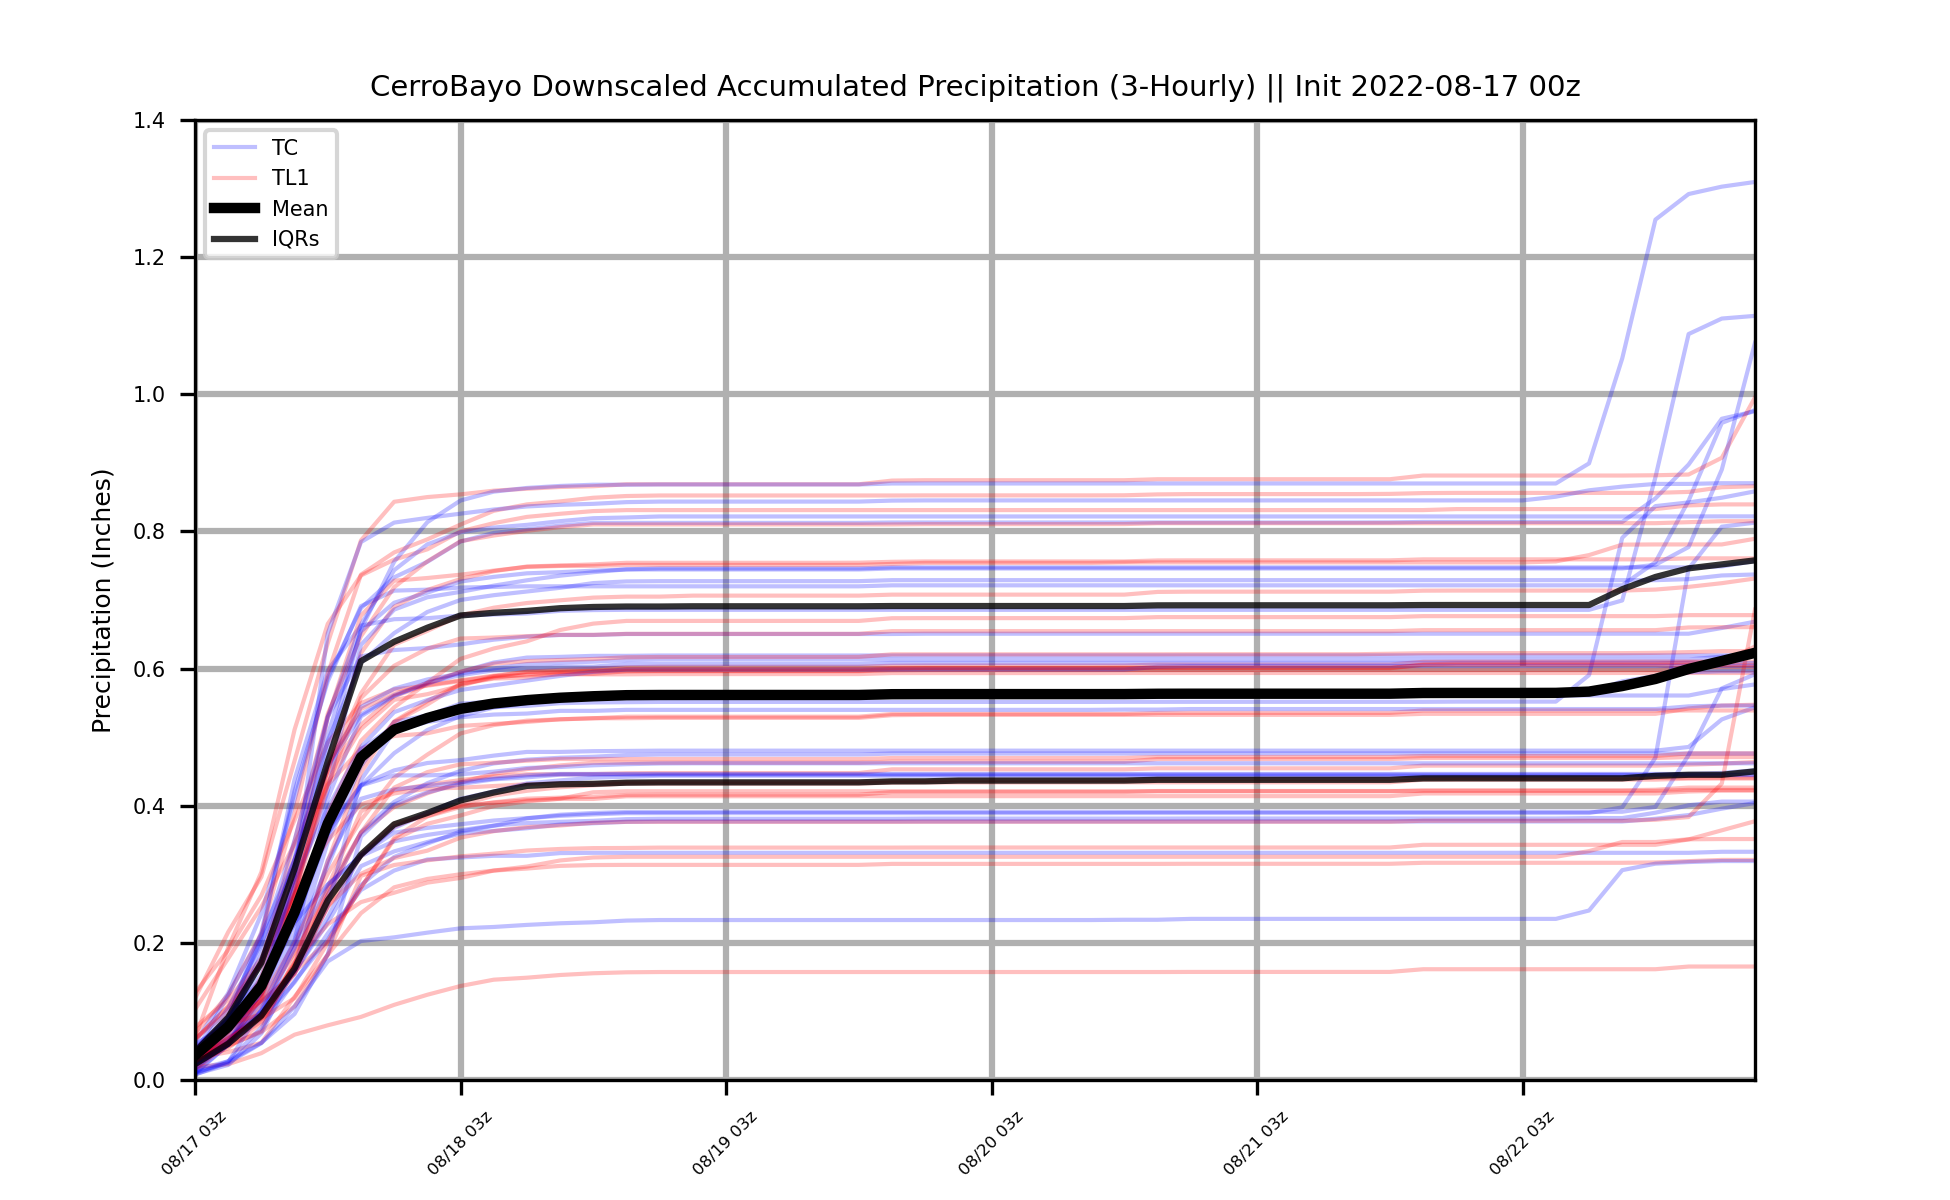 CerroBayo Downscaled Accumulated Precipitation (3-Hourly) || Init 2022-08-17 00z
TC
TL1
Mean
IQRs
Precipitation (Inches)
1.4
1.2
1.0
0.8
0.6
0.4
0.2
0.0
08/17 03z
08/18 03z
08/19 03z
08/20 03z
08/21 03z
08/22 03z